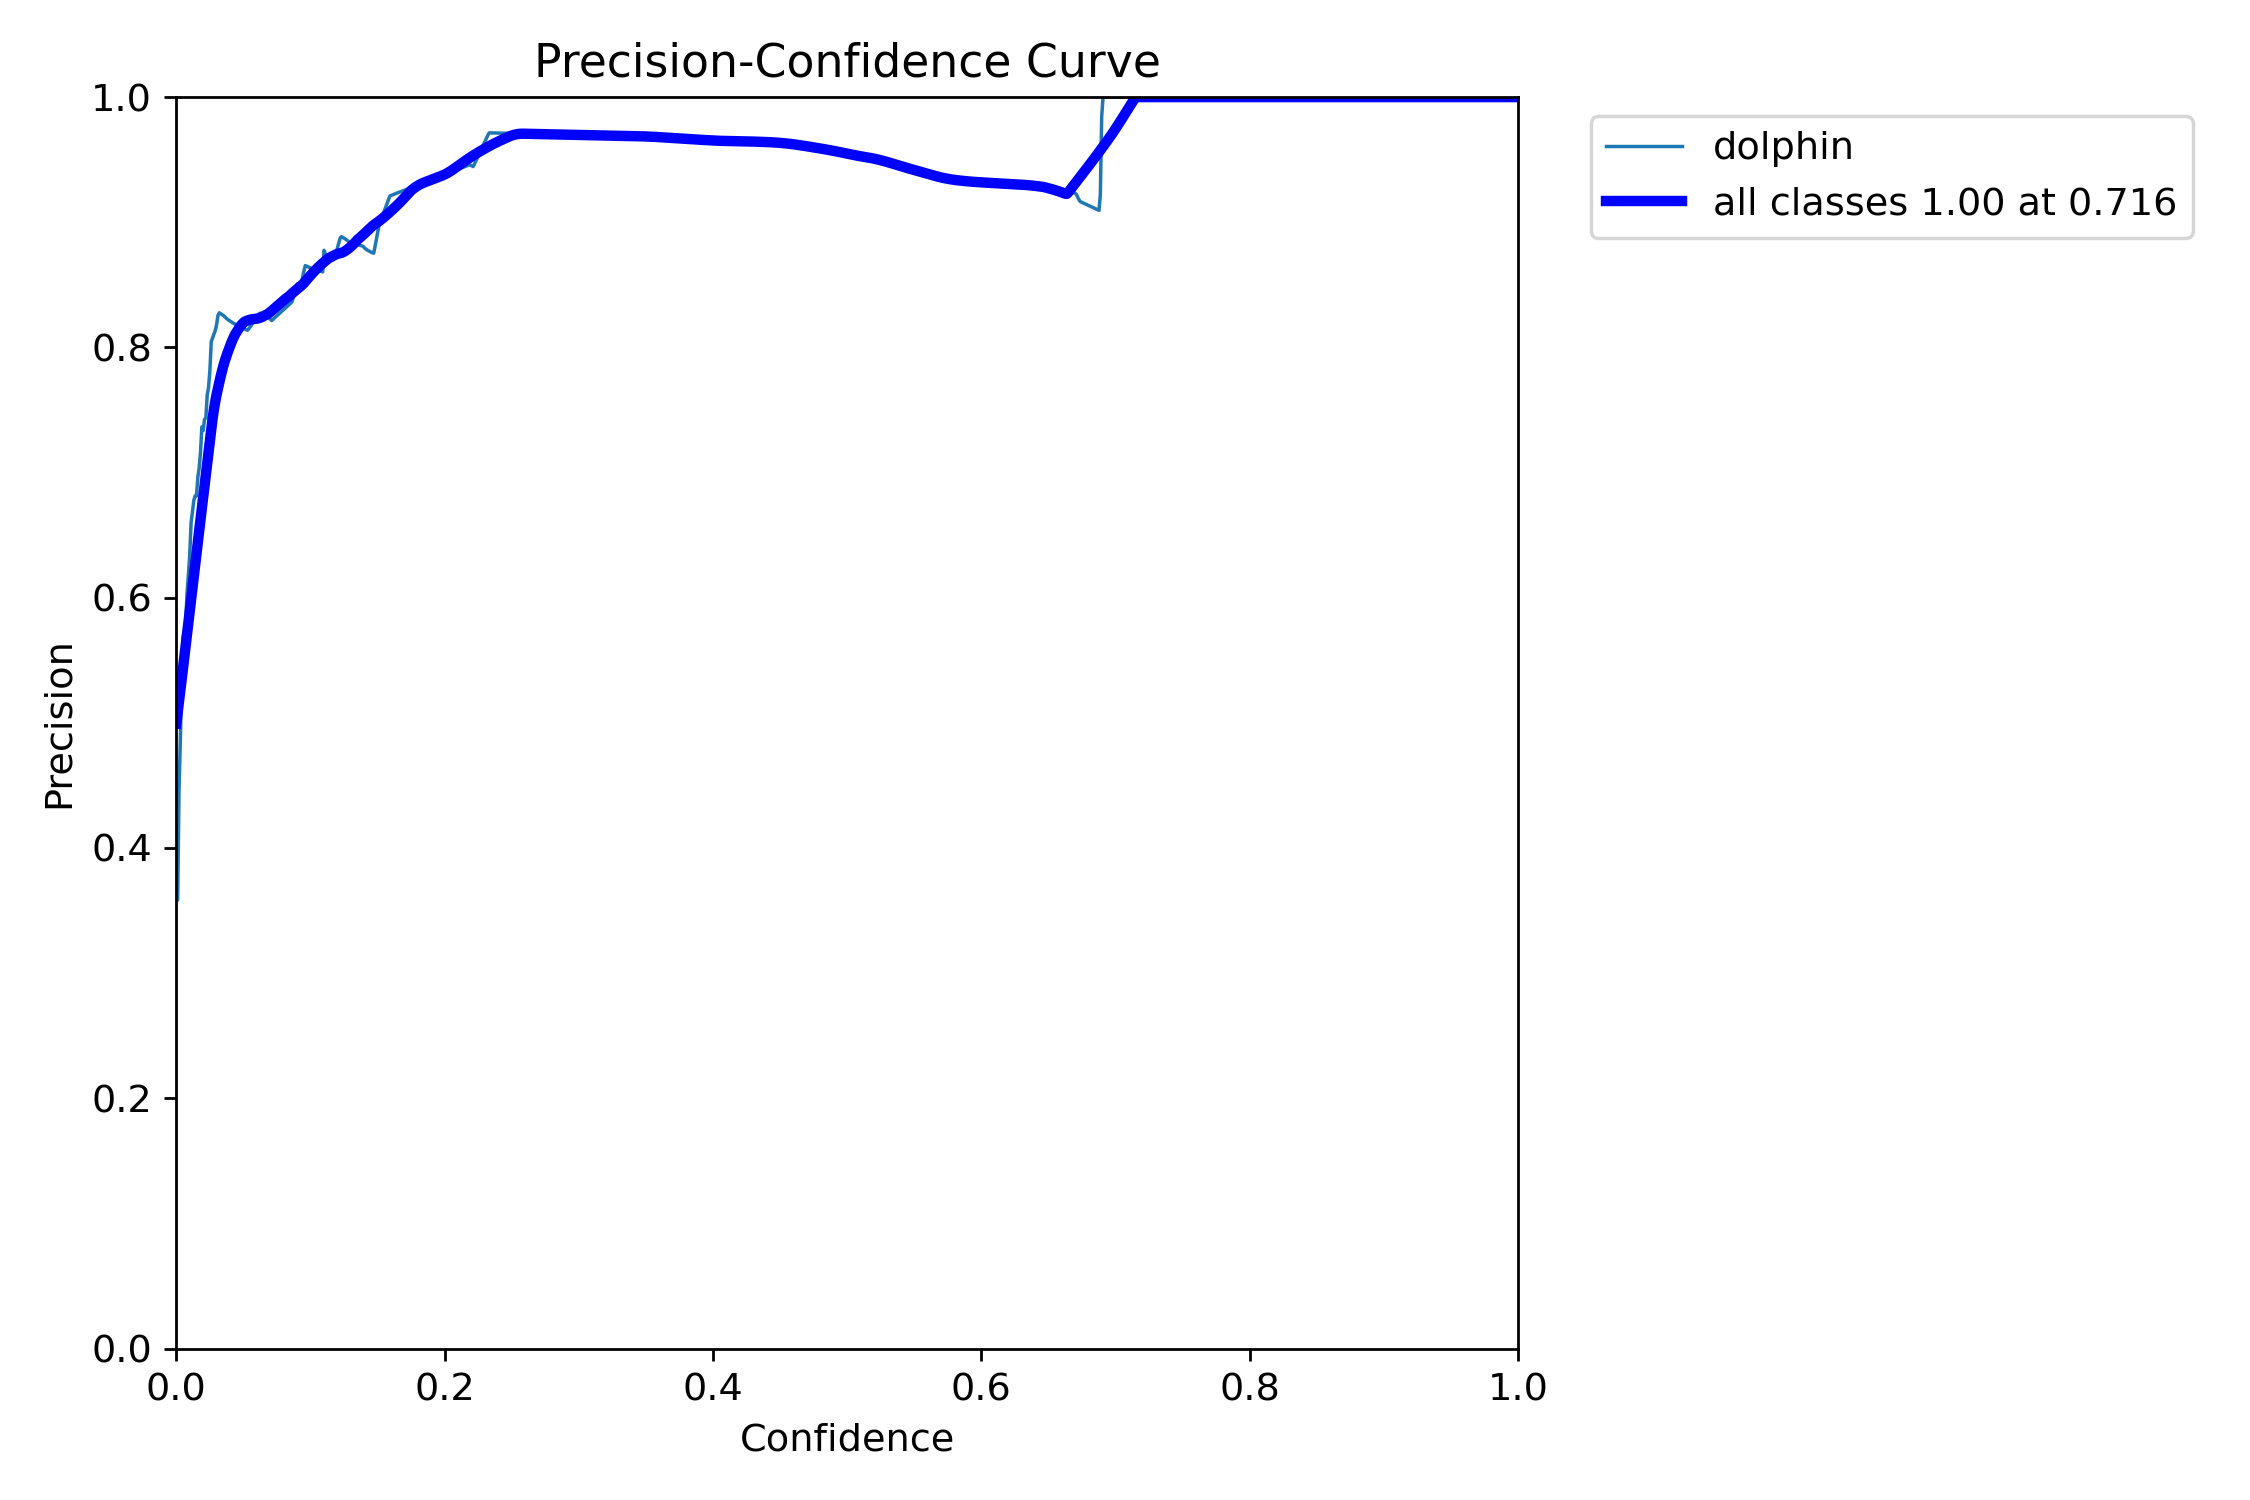 Precision-Confidence Curve
1.0
0.8
0.6
0.4
0.2
0.0
Precision
0.0 0.2 0.4 0.6 0.8 1.0
Confidence
dolphin
all classes 1.00 at 0.716